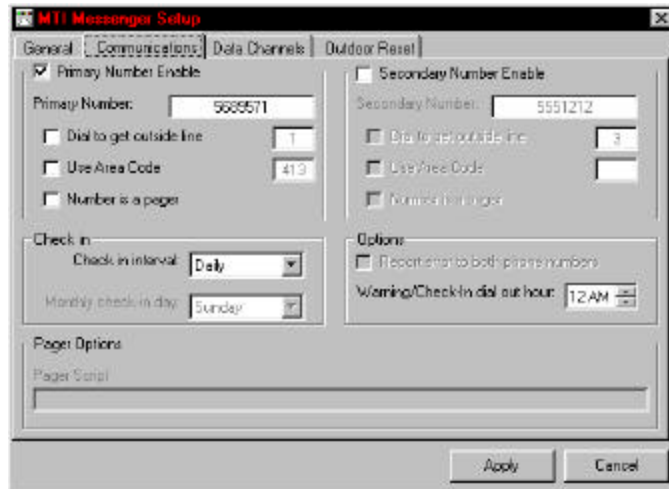 MTI Messenger Setup
General Communications Data Channels Outdoor Reset
Primary Number Enable
Primary Number: 5689571
Dial to get outside line 1
Use Area Code 413
Number is a pager
Secondary Number Enable
Secondary Number: 5551212
Dial to get outside line 3
Use Area Code
Number is a pager
Check in
Check in interval: Daily
Monthly check in day: Sunday
Options
Report error to both phone numbers
Warning/Check-In dial out hour: 12 AM
Pager Options
Pager Script
Apply Cancel